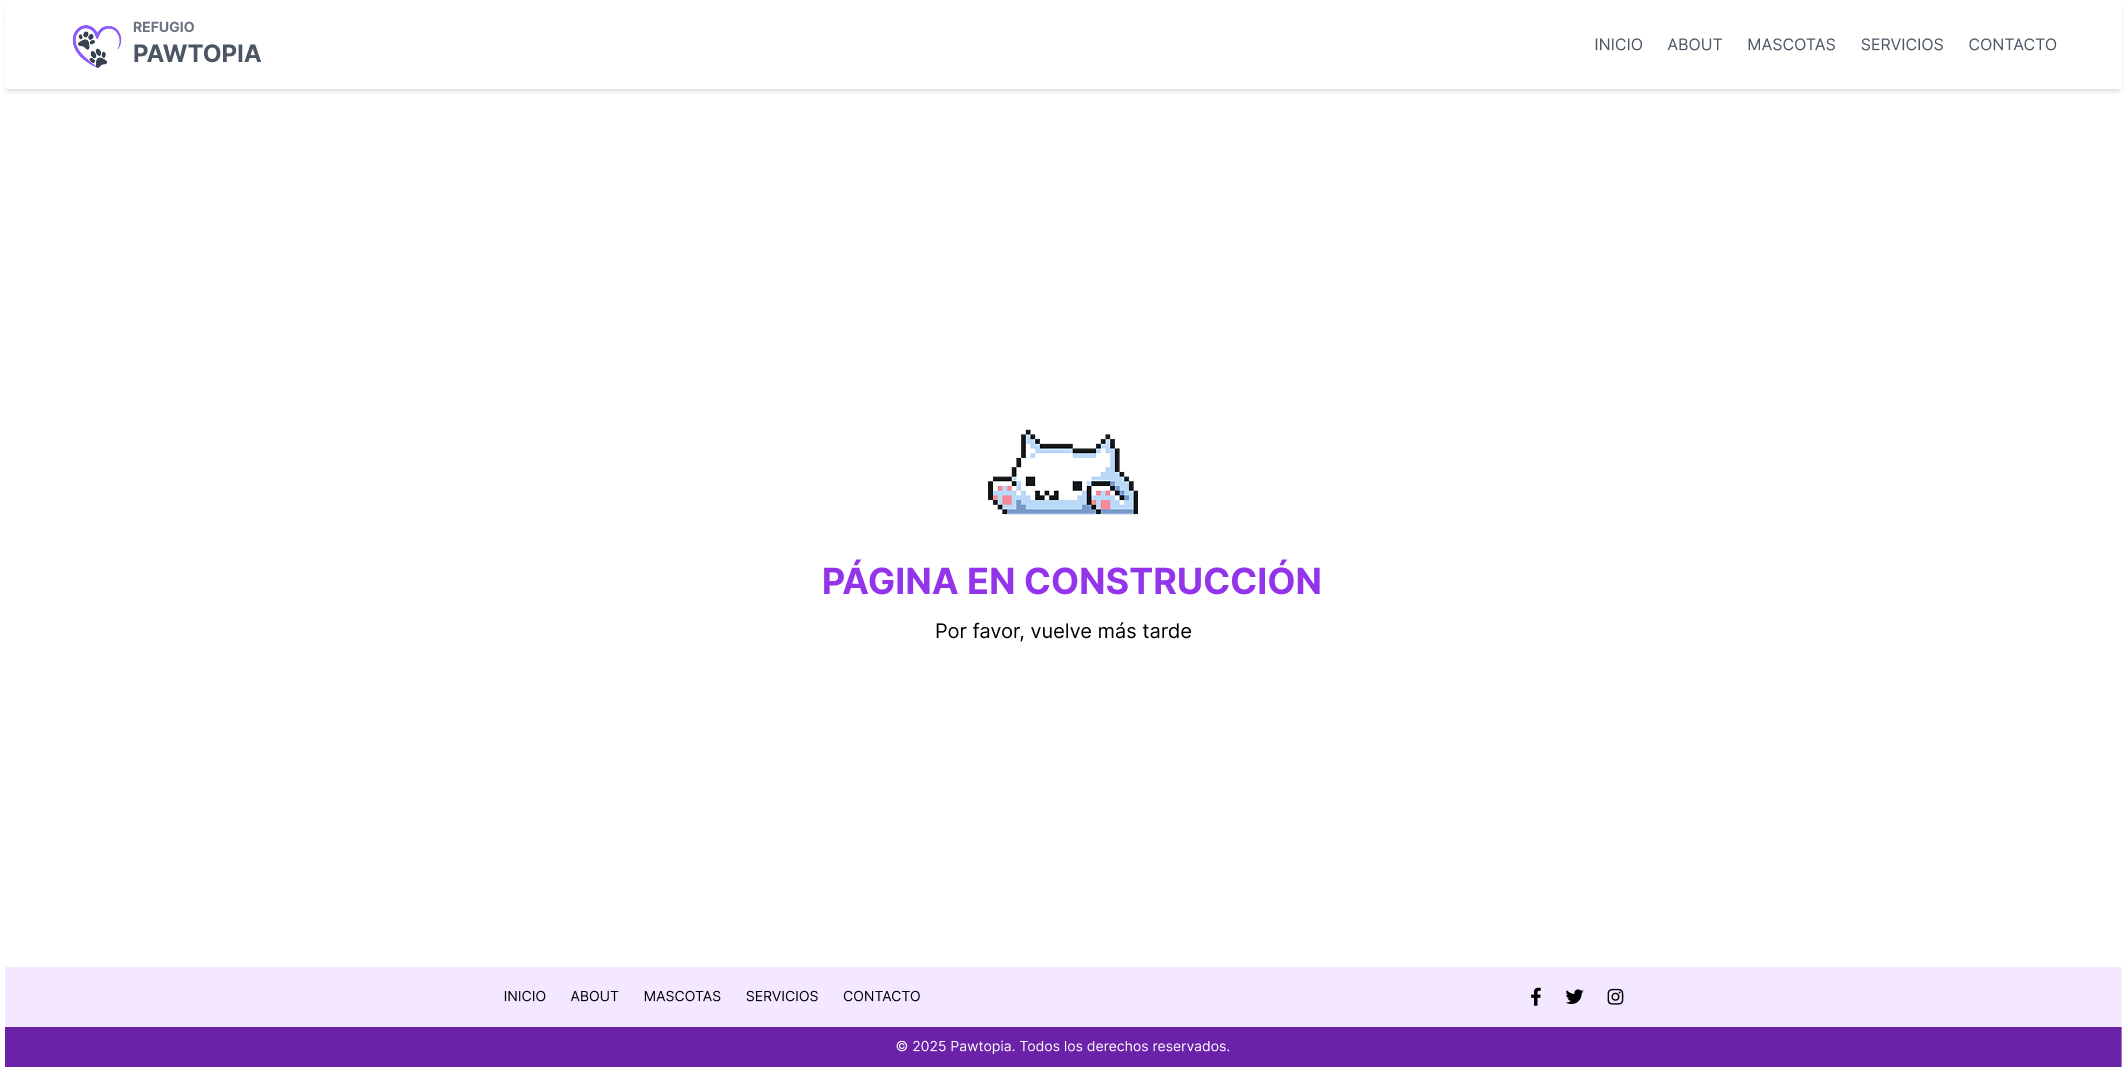 REFUGIO
PAWTOPIA
INICIO ABOUT MASCOTAS SERVICIOS CONTACTO
PÁGINA EN CONSTRUCCIÓN
Por favor, vuelve más tarde
INICIO ABOUT MASCOTAS SERVICIOS CONTACTO
© 2025 Pawtopia. Todos los derechos reservados.